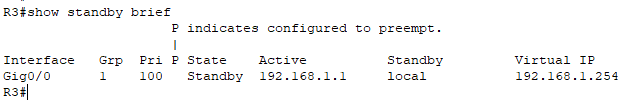 R3#show standby brief
                     P indicates configured to preempt.
                     |
Interface   Grp  Pri P State    Active          Standby         Virtual IP
Gig0/0      1    100   Standby  192.168.1.1     local           192.168.1.254
R3#